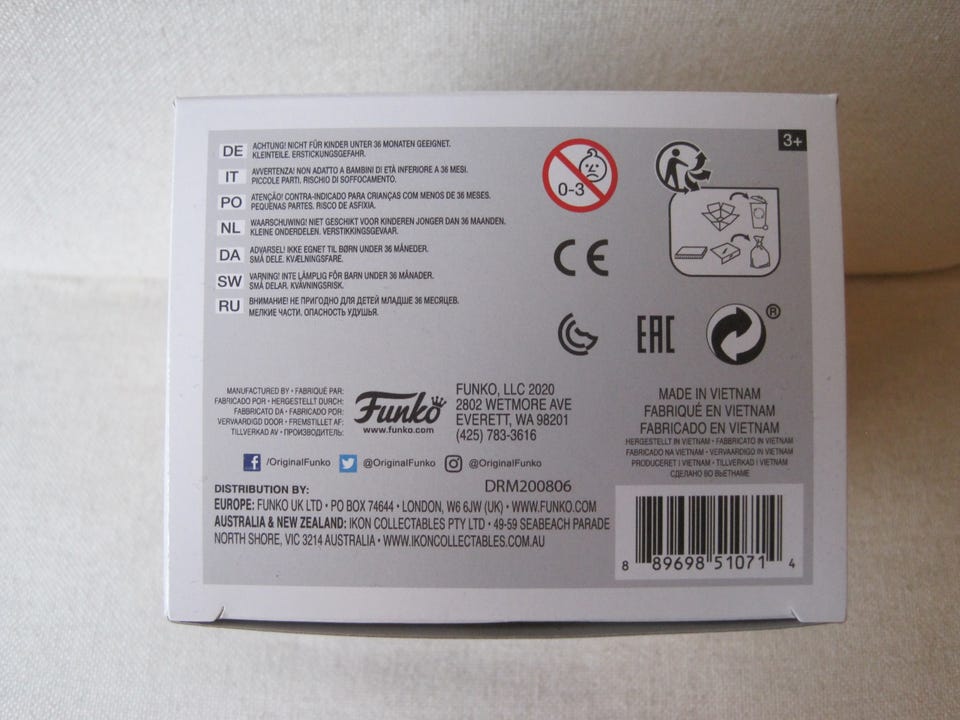 DE ACHTUNG! NICHT FÜR KINDER UNTER 36 MONATEN GEEIGNET.
KLEINTEILE. ERSTICKUNGSGEFAHR.
IT AVVERTENZA! NON ADATTO A BAMBINI DI ETÀ INFERIORE A 36 MESI.
PICCOLE PARTI. RISCHIO DI SOFFOCAMENTO.
PO ATENÇÃO! CONTRA-INDICADO PARA CRIANÇAS COM MENOS DE 36 MESES.
PEQUENAS PARTES. RISCO DE ASFIXIA.
NL WAARSCHUWING! NIET GESCHIKT VOOR KINDEREN JONGER DAN 36 MAANDEN.
KLEINE ONDERDELEN. VERSTIKKINGSGEVAAR.
DA ADVARSEL! IKKE EGNET TIL BØRN UNDER 36 MÅNEDER.
SMÅ DELE. KVÆLNINGSFARE.
SW VARNING! INTE LÄMPLIG FÖR BARN UNDER 36 MÅNADER.
SMÅ DELAR. KVÄVNINGSRISK.
RU ВНИМАНИЕ! НЕ ПРИГОДНО ДЛЯ ДЕТЕЙ МЛАДШЕ 36 МЕСЯЦЕВ.
МЕЛКИЕ ЧАСТИ. ОПАСНОСТЬ УДУШЬЯ.
0-3
3+
CE
EAC
®
MANUFACTURED BY • FABRIQUÉ PAR:
FABRICADO POR • HERGESTELLT DURCH:
FABBRICATO DA • FABRICADO POR:
VERVAARDIGD DOOR • FREMSTILLET AF:
TILLVERKAD AV • ПРОИЗВОДИТЕЛЬ:
Funko
www.funko.com
FUNKO, LLC 2020
2802 WETMORE AVE
EVERETT, WA 98201
(425) 783-3616
/OriginalFunko @OriginalFunko @OriginalFunko
DRM200806
DISTRIBUTION BY:
EUROPE: FUNKO UK LTD • PO BOX 74644 • LONDON, W6 6JW (UK) • WWW.FUNKO.COM
AUSTRALIA & NEW ZEALAND: IKON COLLECTABLES PTY LTD • 49-59 SEABEACH PARADE
NORTH SHORE, VIC 3214 AUSTRALIA • WWW.IKONCOLLECTABLES.COM.AU
MADE IN VIETNAM
FABRIQUÉ EN VIETNAM
FABRICADO EN VIETNAM
HERGESTELLT IN VIETNAM • FABBRICATO IN VIETNAM
FABRICADO NA VIETNAM • VERVAARDIGD IN VIETNAM
PRODUCERET I VIETNAM • TILLVERKAD I VIETNAM
СДЕЛАНО ВО ВЬЕТНАМЕ
8 89698 51071 4